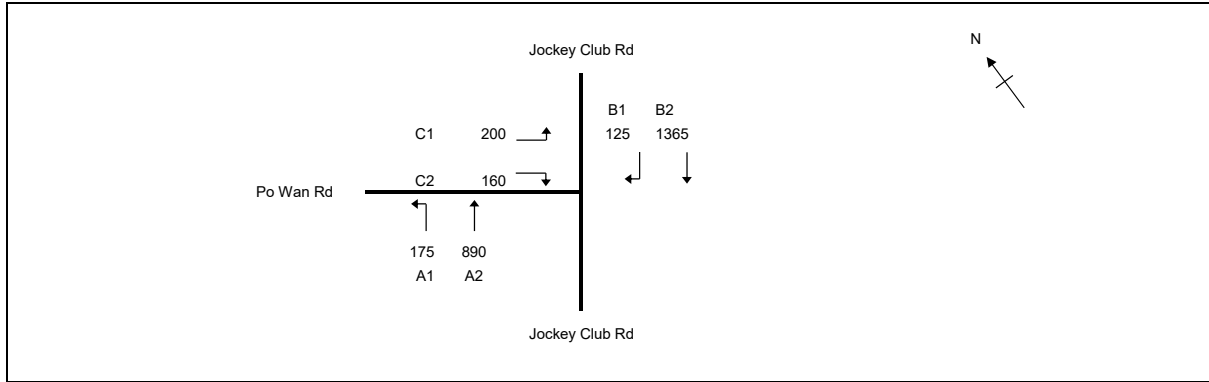 Jockey Club Rd
N
B1 B2
C1 200 125 1365
C2 160
Po Wan Rd
175 890
A1 A2
Jockey Club Rd